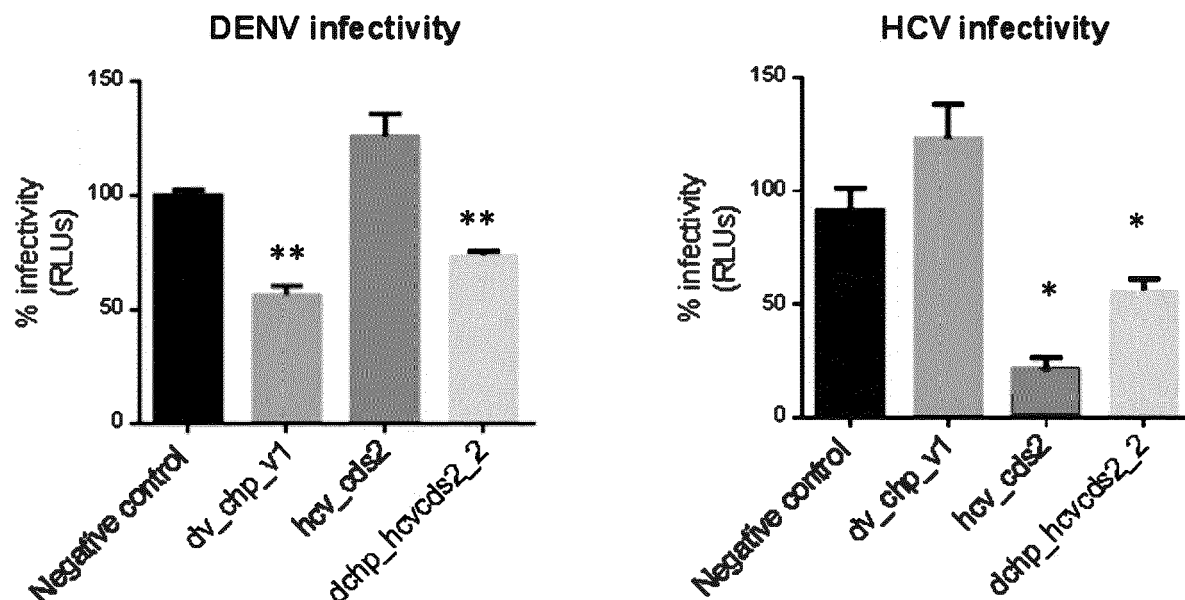 DENV infectivity
150
100
50
0
% infectivity
(RLUs)
**
**
Negative control
dv_chp_v1
hcv_cds2
dchp_hcvcds2_2
HCV infectivity
150
100
50
0
% infectivity
(RLUs)
*
*
Negative control
dv_chp_v1
hcv_cds2
dchp_hcvcds2_2